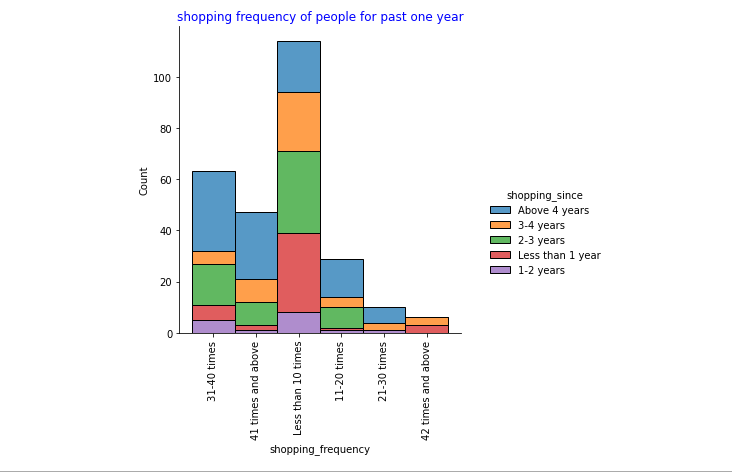 shopping frequency of people for past one year
100
80
60
40
20
0
Count
31-40 times
41 times and above
Less than 10 times
11-20 times
21-30 times
42 times and above
shopping_frequency
shopping_since
Above 4 years
3-4 years
2-3 years
Less than 1 year
1-2 years